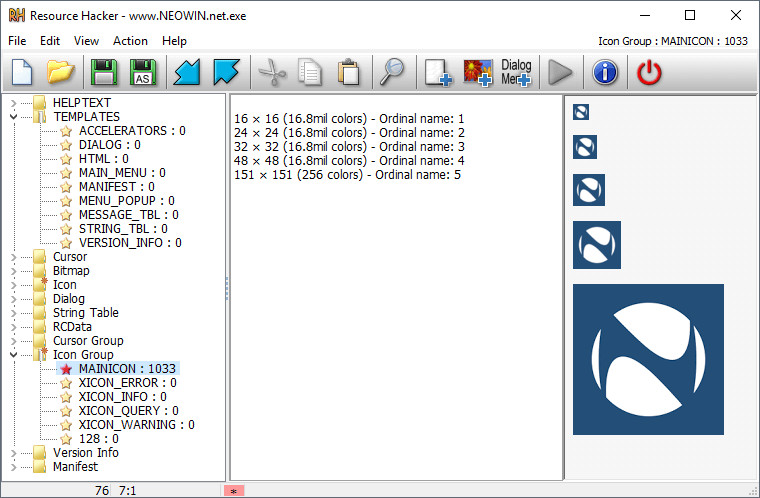 RH Resource Hacker - www.NEOWIN.net.exe
File Edit View Action Help Icon Group : MAINICON : 1033
AS Dialog
Menu
HELPTEXT
TEMPLATES
ACCELERATORS : 0
DIALOG : 0
HTML : 0
MAIN_MENU : 0
MANIFEST : 0
MENU_POPUP : 0
MESSAGE_TBL : 0
STRING_TBL : 0
VERSION_INFO : 0
Cursor
Bitmap
Icon
Dialog
String Table
RCData
Cursor Group
Icon Group
MAINICON : 1033
XICON_ERROR : 0
XICON_INFO : 0
XICON_QUERY : 0
XICON_WARNING : 0
128 : 0
Version Info
Manifest
16 × 16 (16.8mil colors) - Ordinal name: 1
24 × 24 (16.8mil colors) - Ordinal name: 2
32 × 32 (16.8mil colors) - Ordinal name: 3
48 × 48 (16.8mil colors) - Ordinal name: 4
151 × 151 (256 colors) - Ordinal name: 5
76 7:1 *